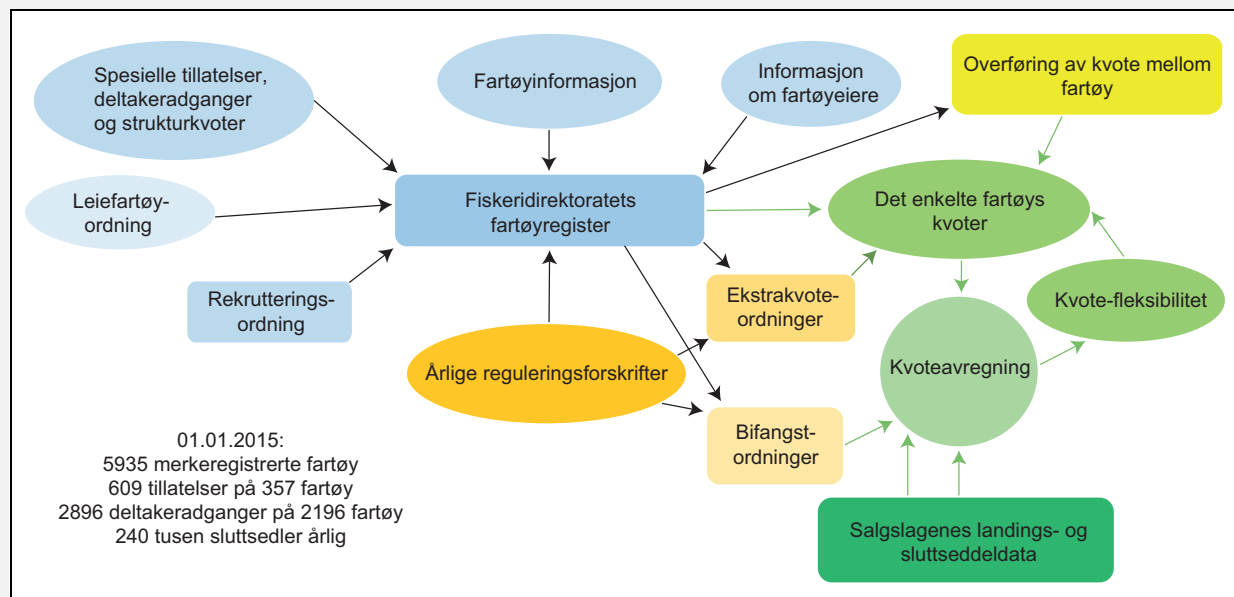 Spesielle tillatelser,
deltakeradganger
og strukturkvoter
Fartøyinformasjon
Informasjon
om fartøyeiere
Overføring av kvote mellom
fartøy
Leiefartøy-
ordning
Fiskeridirektoratets
fartøyregister
Det enkelte fartøys
kvoter
Rekrutterings-
ordning
Ekstrakvote-
ordninger
Kvote-fleksibilitet
Årlige reguleringsforskrifter
Kvoteavregning
Bifangst-
ordninger
01.01.2015:
5935 merkeregistrerte fartøy
609 tillatelser på 357 fartøy
2896 deltakeradganger på 2196 fartøy
240 tusen sluttsedler årlig
Salgslagenes landings- og
sluttseddeldata